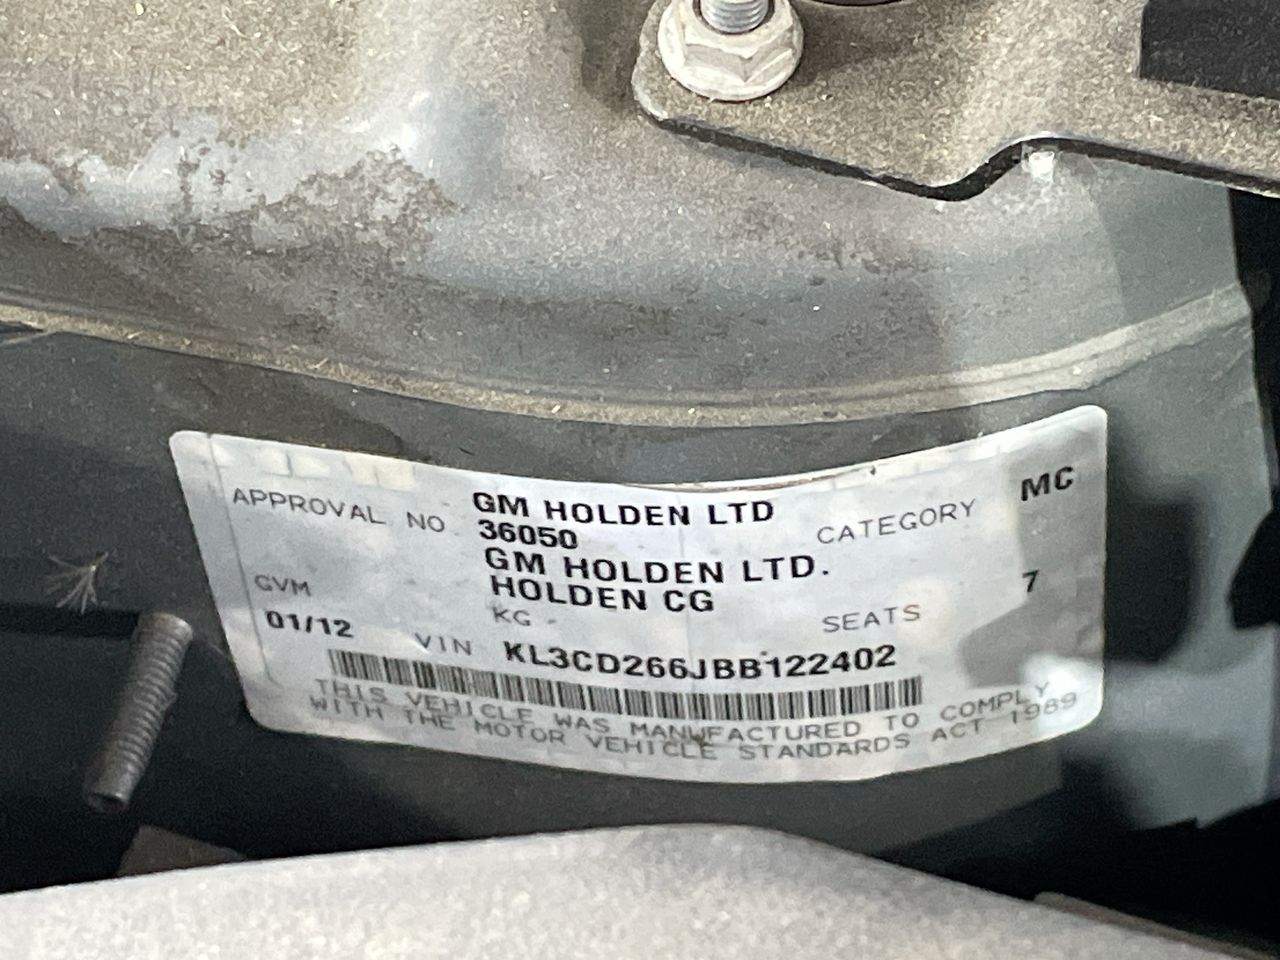 GM HOLDEN LTD
APPROVAL NO. 36050 CATEGORY MC
GM HOLDEN LTD.
HOLDEN CG
GVM KG SEATS 7
01/12 VIN KL3CD266JBB122402
THIS VEHICLE WAS MANUFACTURED TO COMPLY
WITH THE MOTOR VEHICLE STANDARDS ACT 1989